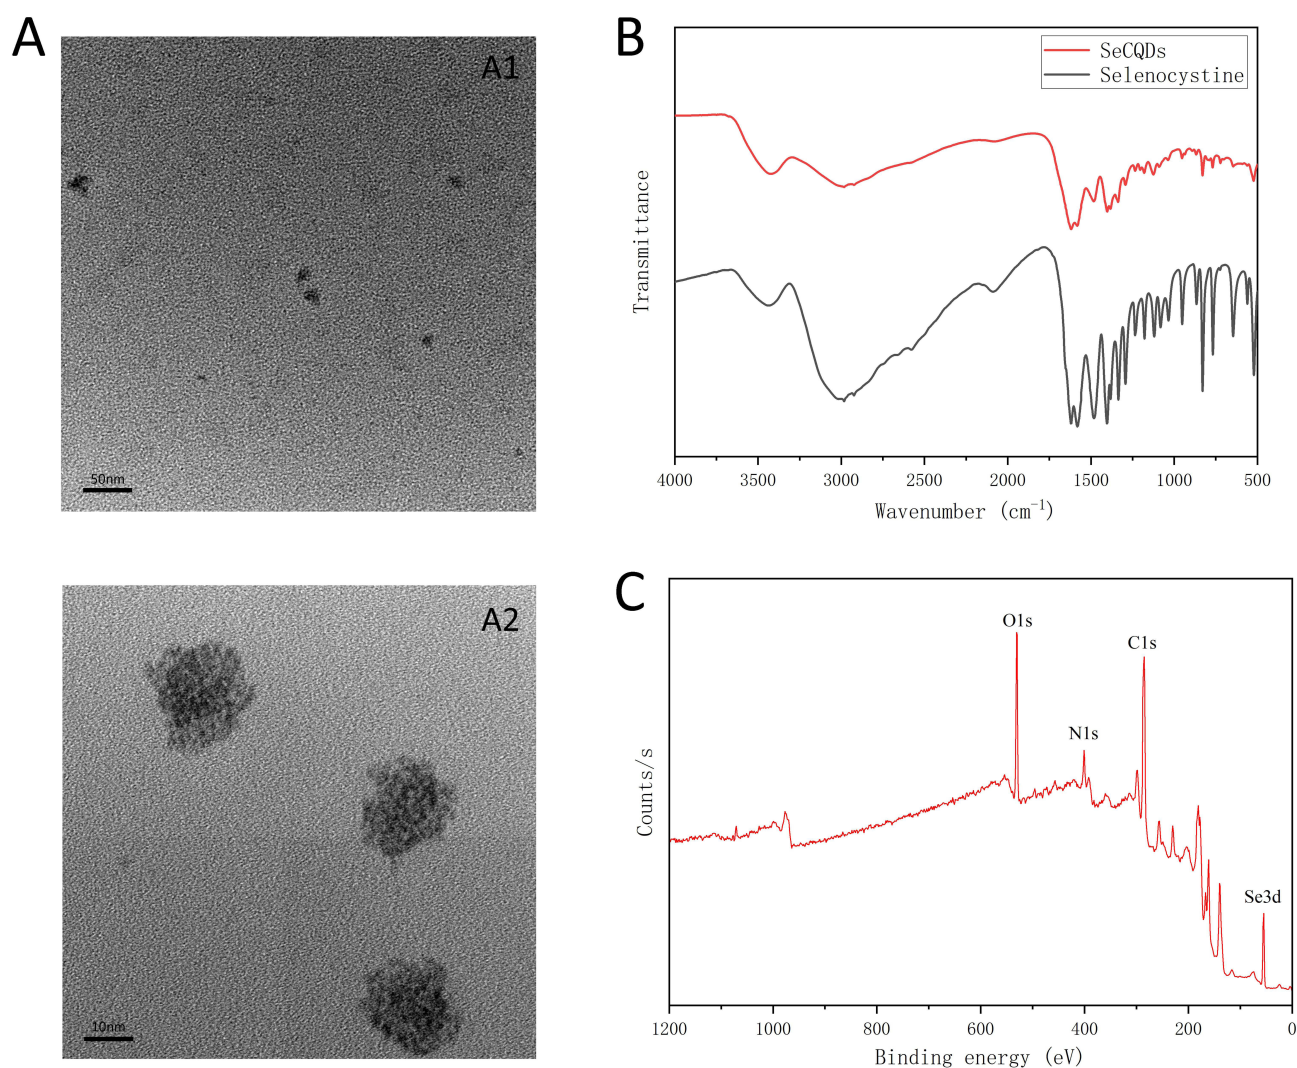 A
A1
50nm
A2
10nm
B
SeCQDs
Selenocystine
Transmittance
4000 3500 3000 2500 2000 1500 1000 500
Wavenumber (cm⁻¹)
C
O1s
C1s
N1s
Se3d
Counts/s
1200 1000 800 600 400 200 0
Binding energy (eV)